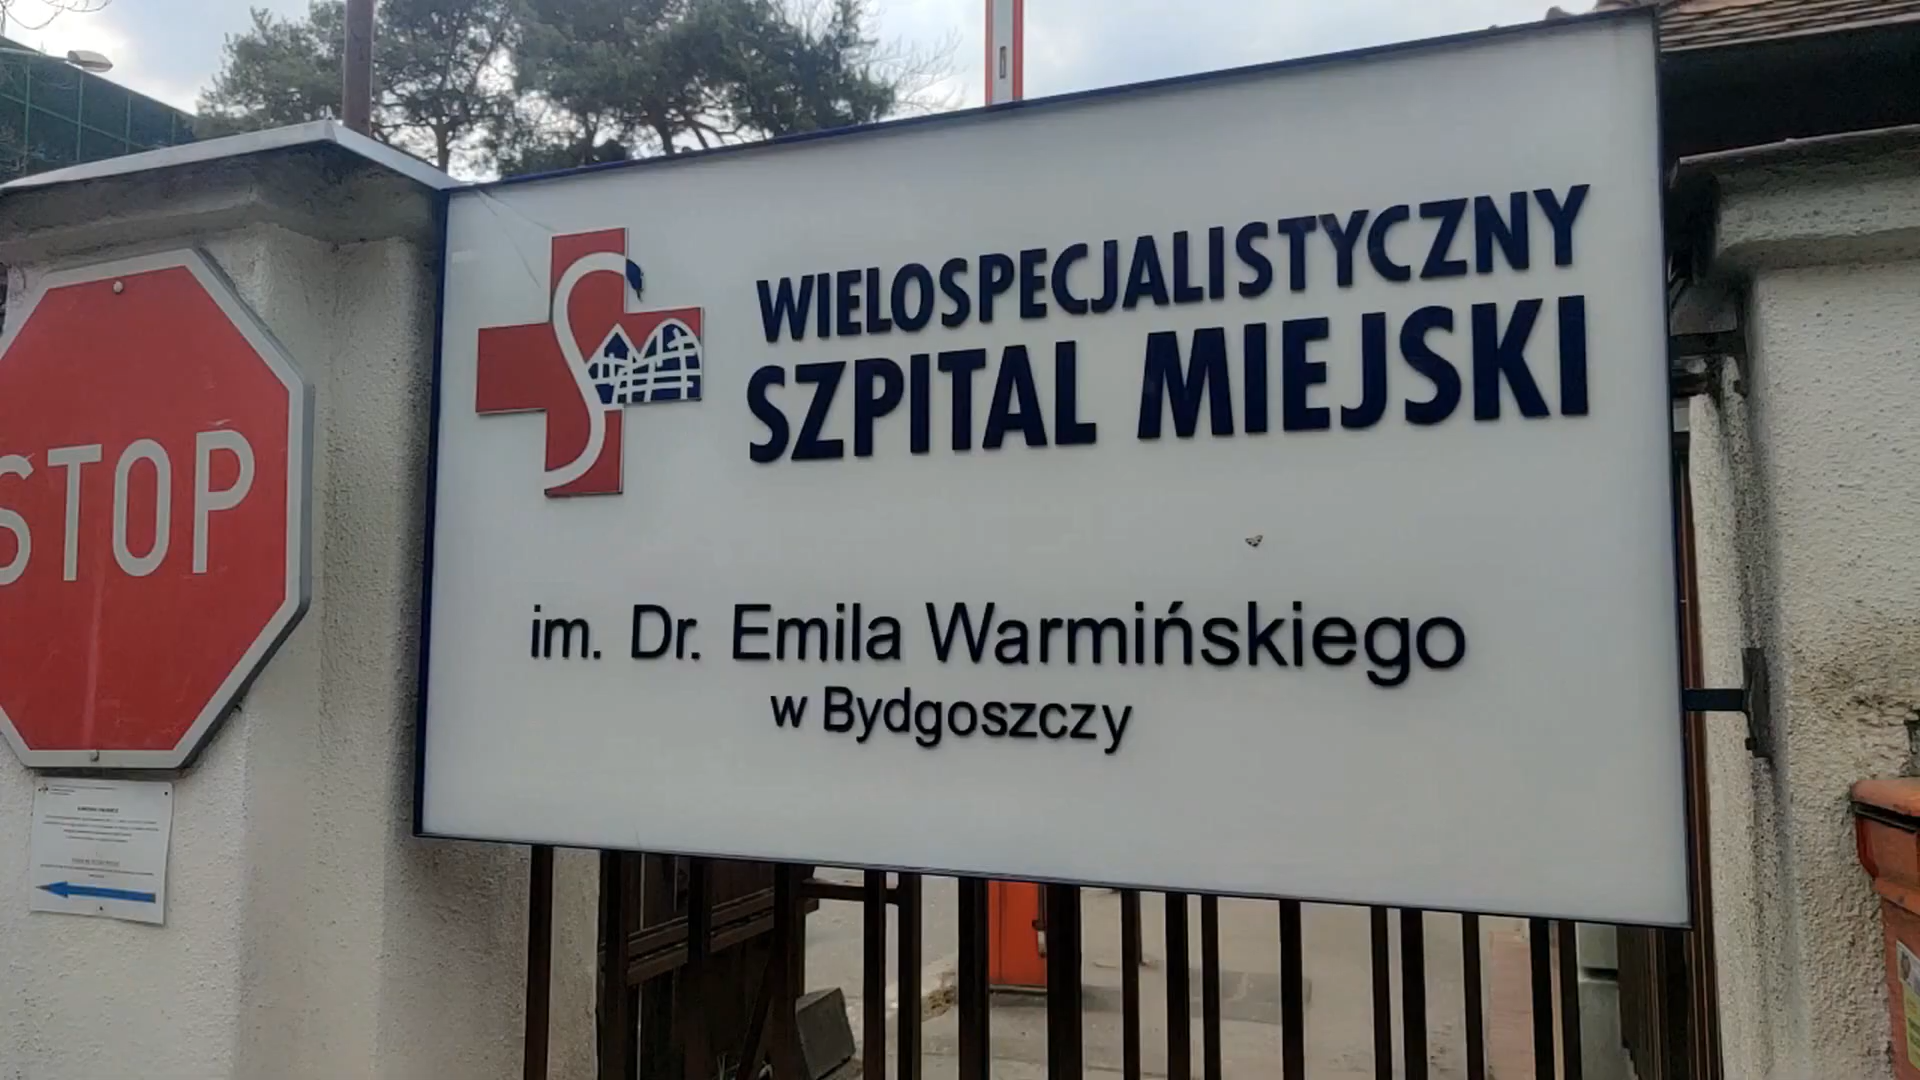 STOP
WIELOSPECJALISTYCZNY
SZPITAL MIEJSKI
im. Dr. Emila Warmińskiego
w Bydgoszczy